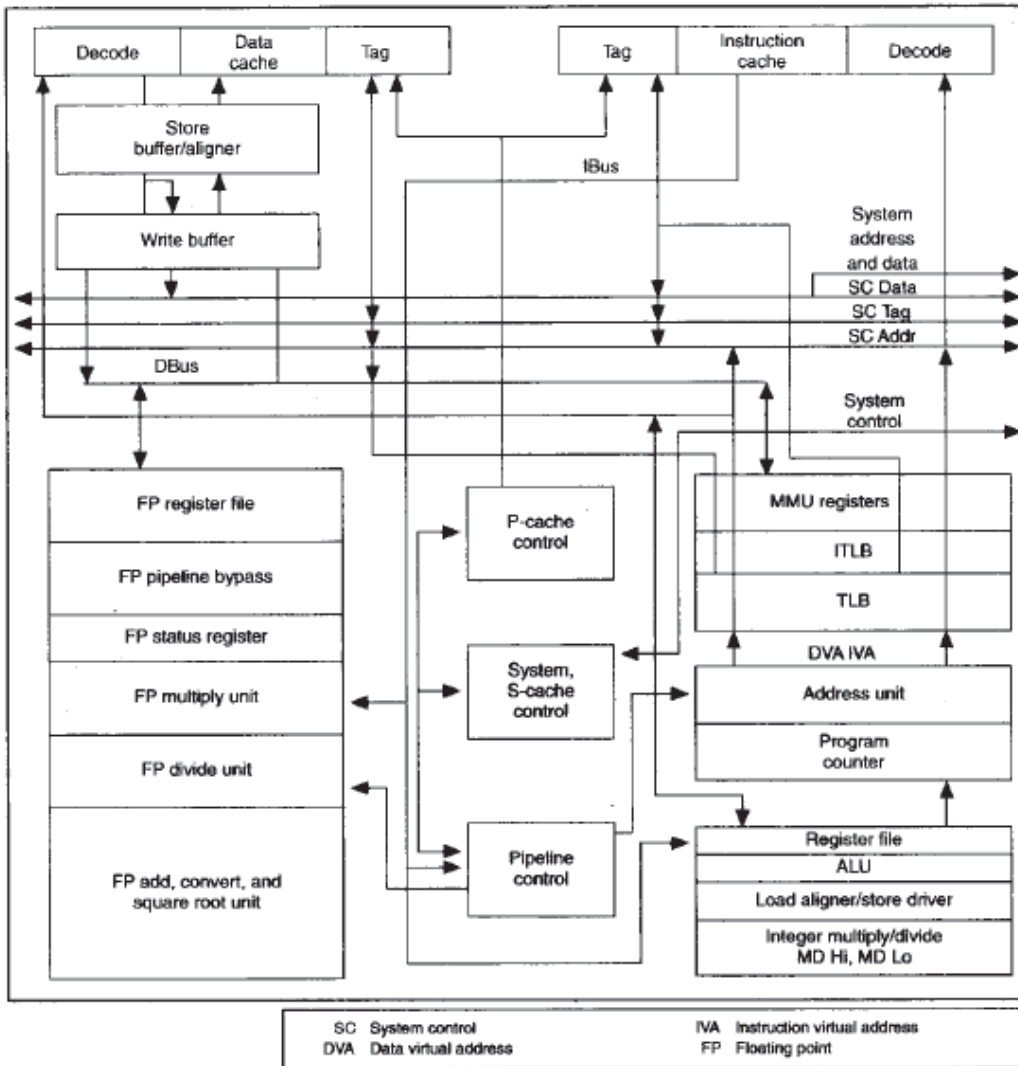 Decode
Data
cache
Tag
Tag
Instruction
cache
Decode
Store
buffer/aligner
IBus
Write buffer
System
address
and data
SC Data
SC Tag
SC Addr
DBus
System
control
FP register file
FP pipeline bypass
FP status register
FP multiply unit
FP divide unit
FP add, convert, and
square root unit
P-cache
control
System,
S-cache
control
Pipeline
control
MMU registers
ITLB
TLB
DVA IVA
Address unit
Program
counter
Register file
ALU
Load aligner/store driver
Integer multiply/divide
MD Hi, MD Lo
SC System control
IVA Instruction virtual address
DVA Data virtual address
FP Floating point